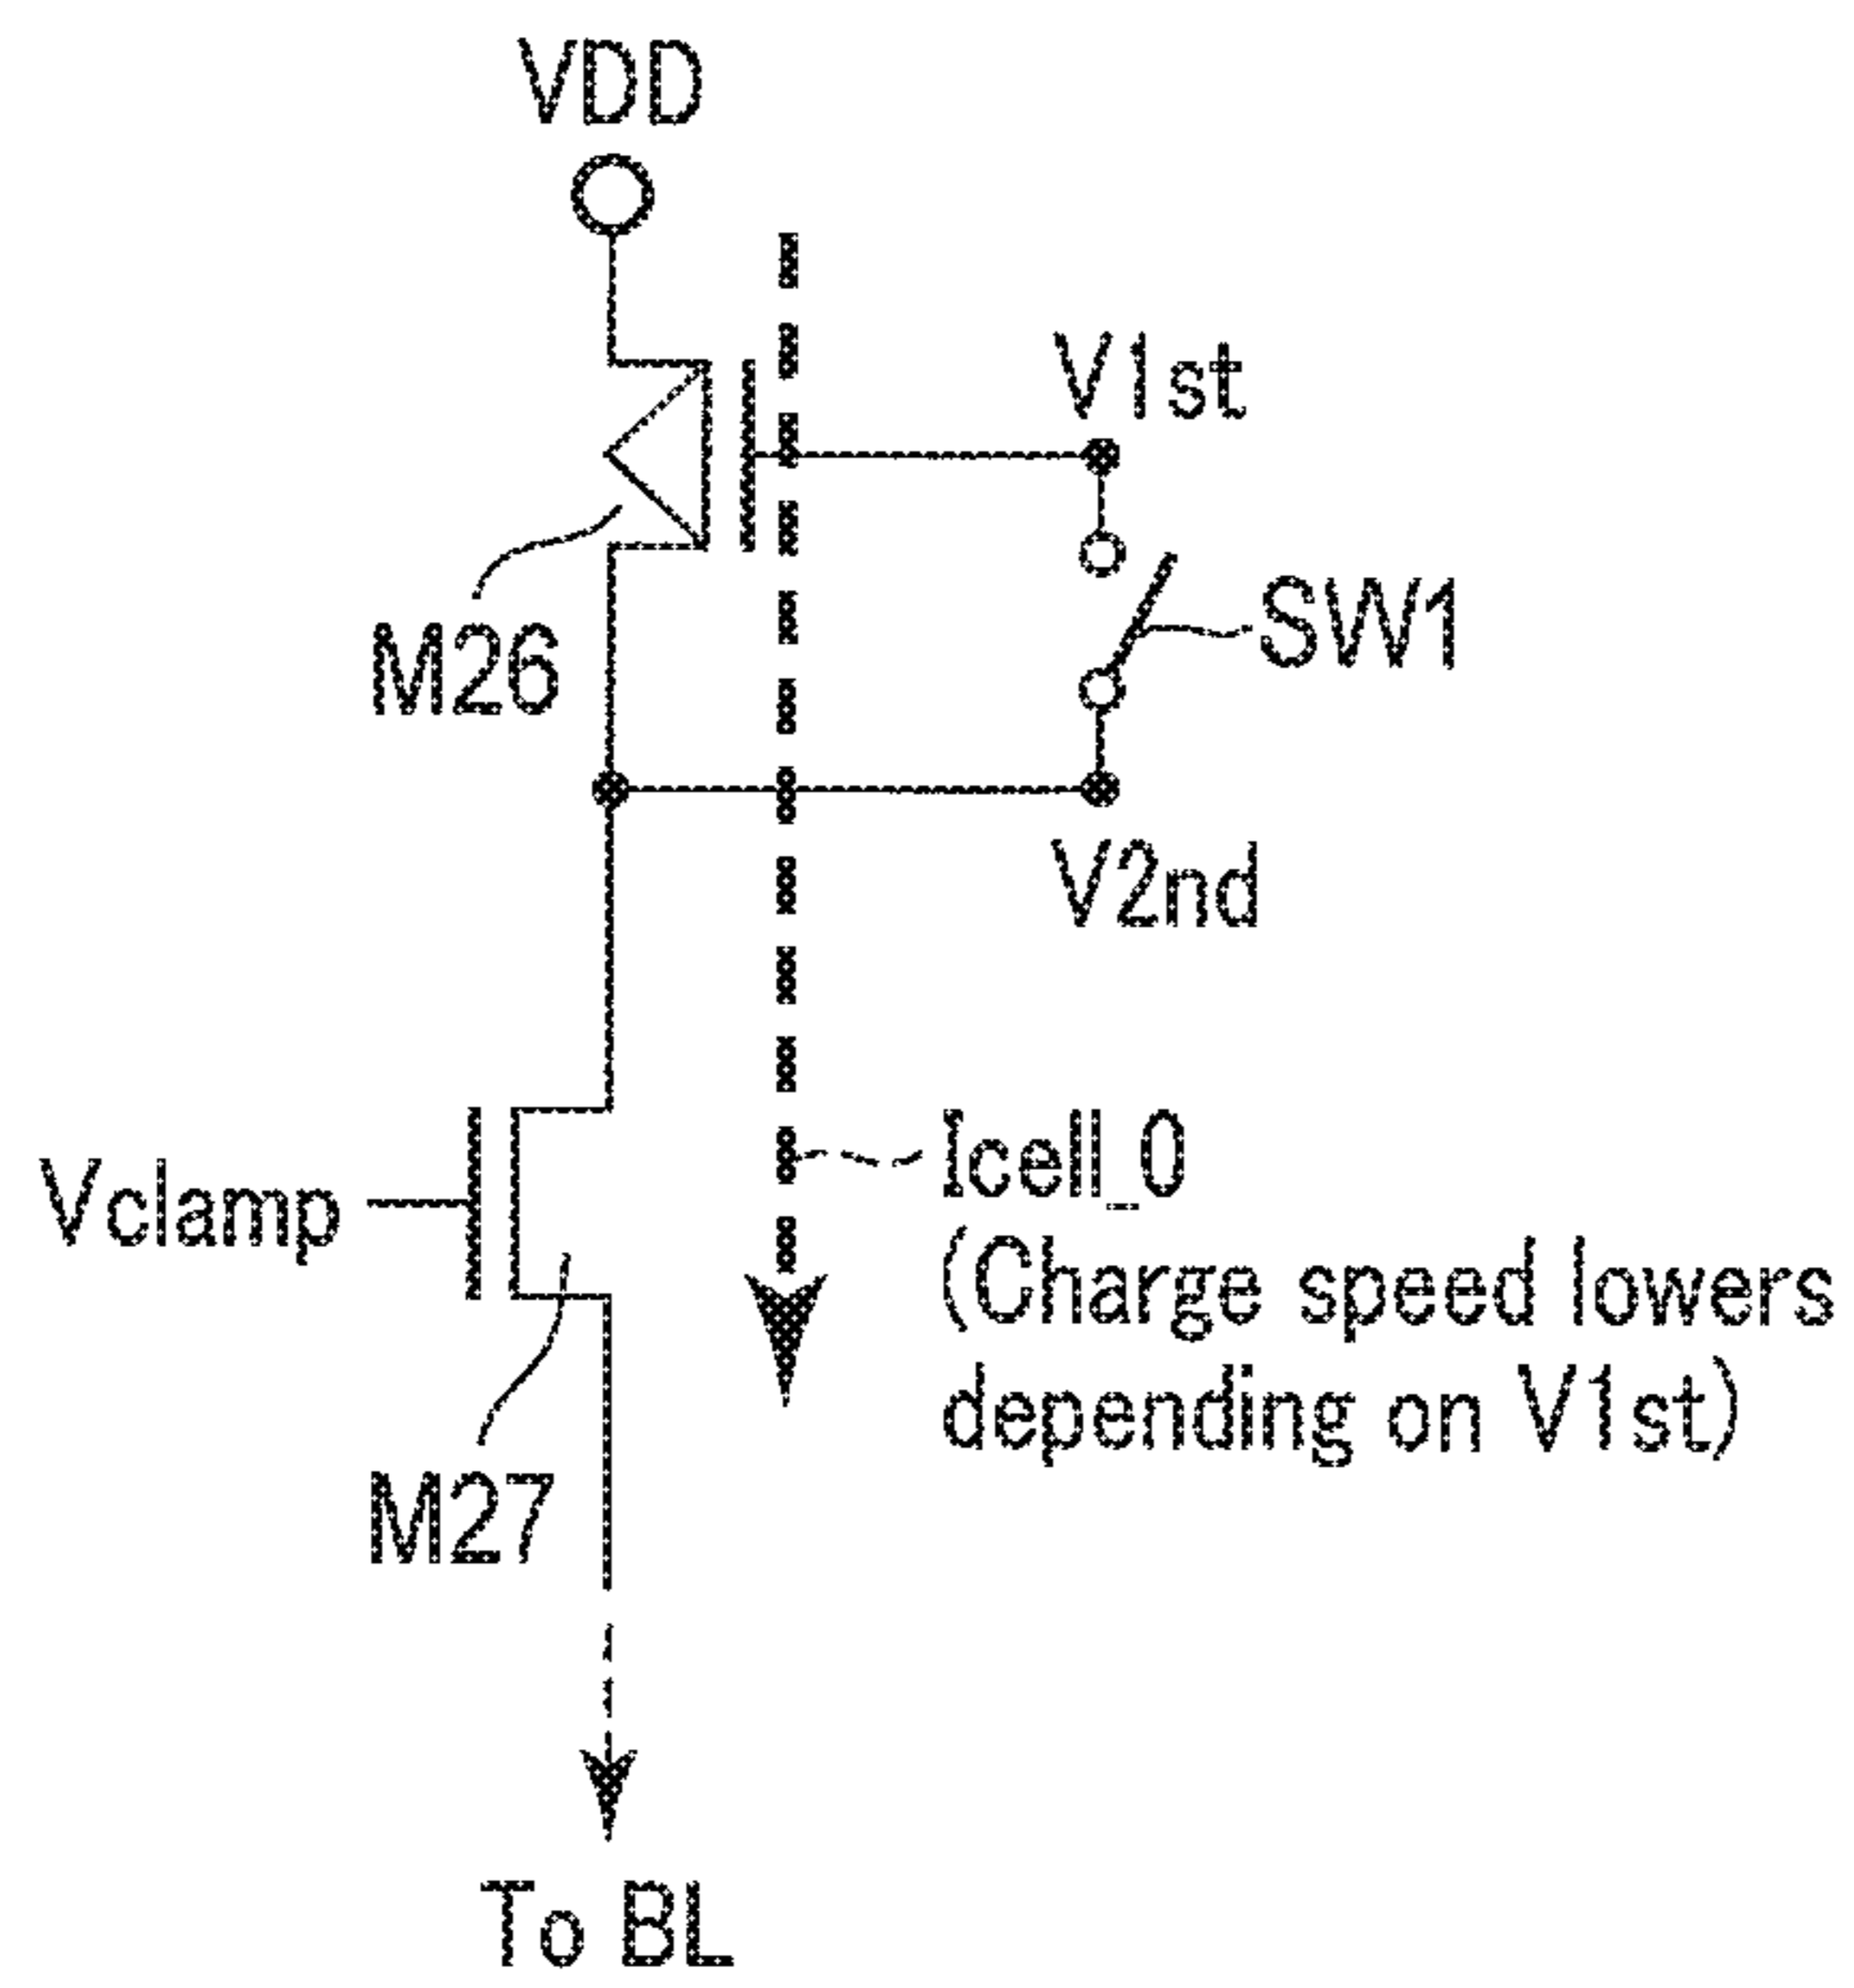 VDD
V1st
SW1
M26
V2nd
Vclamp
Icell_0
(Charge speed lowers
depending on V1st)
M27
To BL